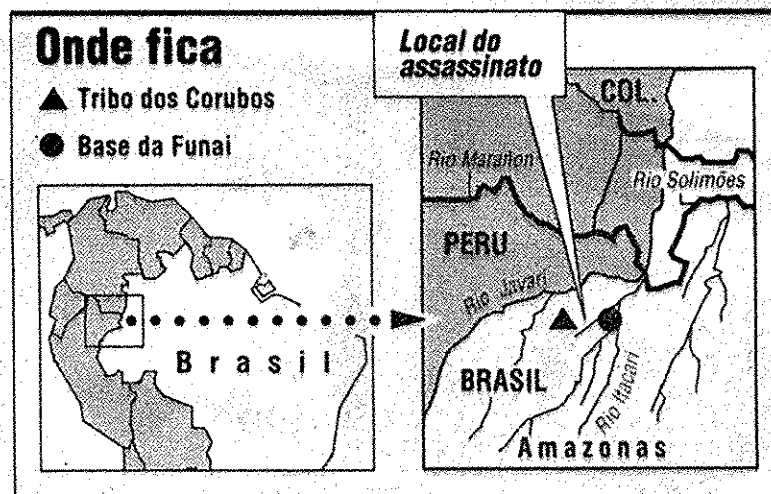 Onde fica
Tribo dos Corubos
Base da Funai
Local do
assassinato
Brasil
COL.
Rio Marañon
Rio Solimões
PERU
Rio Javari
BRASIL
Rio Itacari
Amazonas